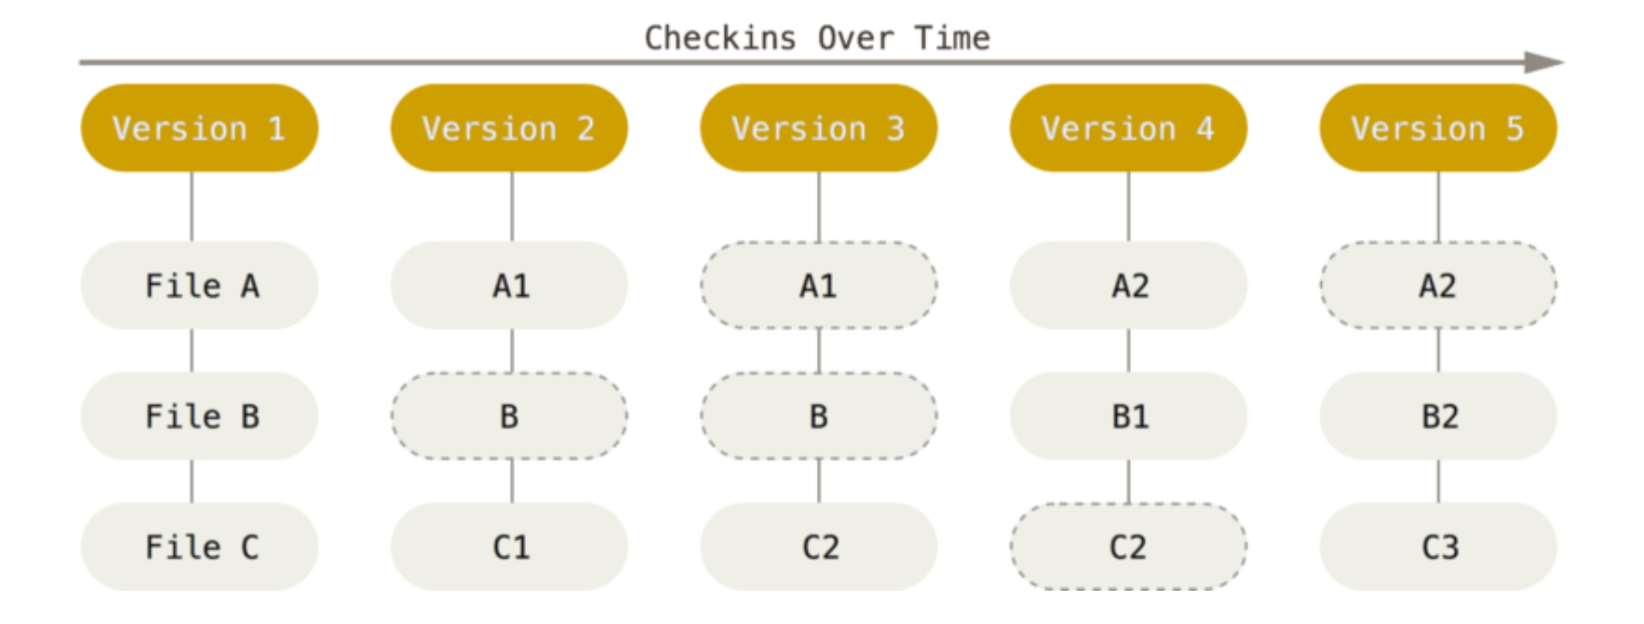 Checkins Over Time
Version 1 Version 2 Version 3 Version 4 Version 5
File A A1 A1 A2 A2
File B B B B1 B2
File C C1 C2 C2 C3